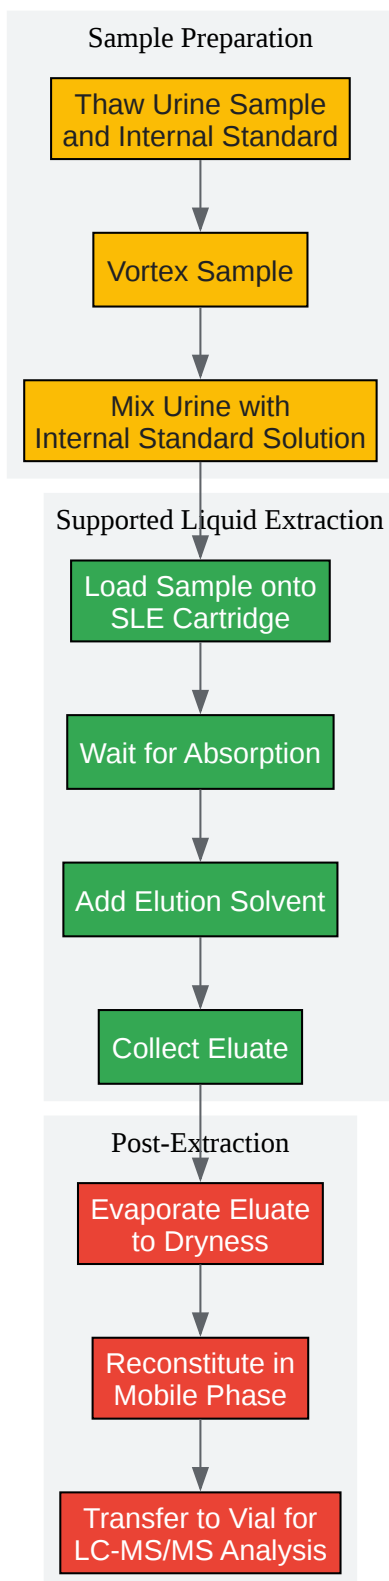 Sample Preparation
Thaw Urine Sample
and Internal Standard
Vortex Sample
Mix Urine with
Internal Standard Solution
Supported Liquid Extraction
Load Sample onto
SLE Cartridge
Wait for Absorption
Add Elution Solvent
Collect Eluate
Post-Extraction
Evaporate Eluate
to Dryness
Reconstitute in
Mobile Phase
Transfer to Vial for
LC-MS/MS Analysis